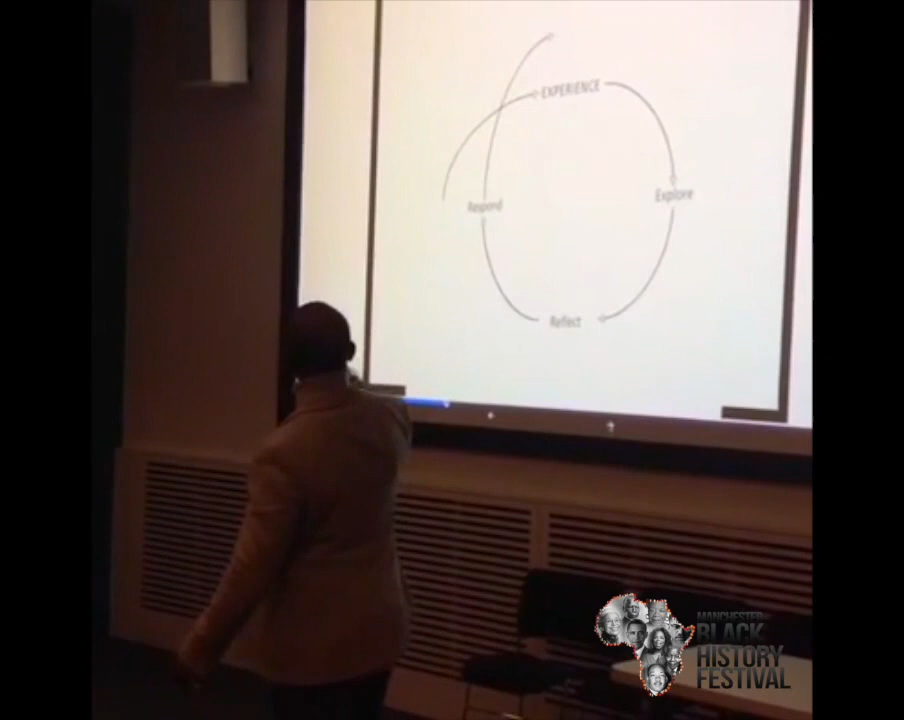 EXPERIENCE
Explore
Respond
Reflect
MANCHESTER
BLACK
HISTORY
FESTIVAL